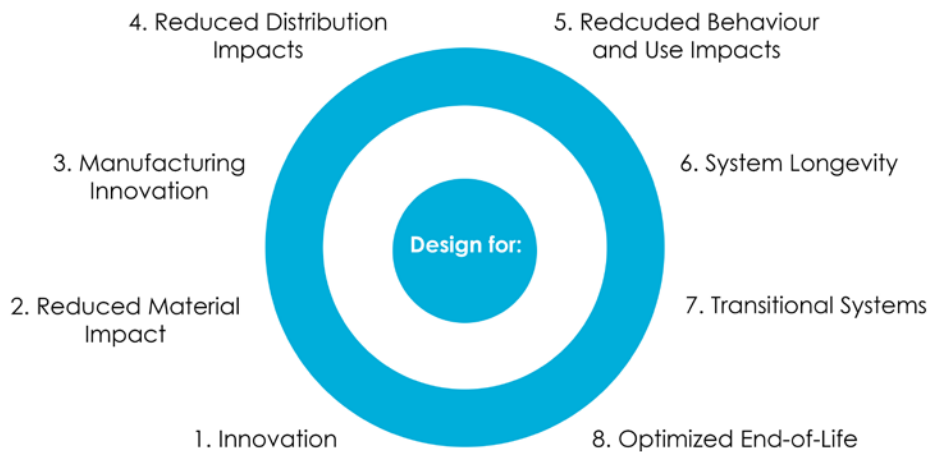 4. Reduced Distribution
Impacts
5. Redcuded Behaviour
and Use Impacts
3. Manufacturing
Innovation
6. System Longevity
Design for:
2. Reduced Material
Impact
7. Transitional Systems
1. Innovation
8. Optimized End-of-Life